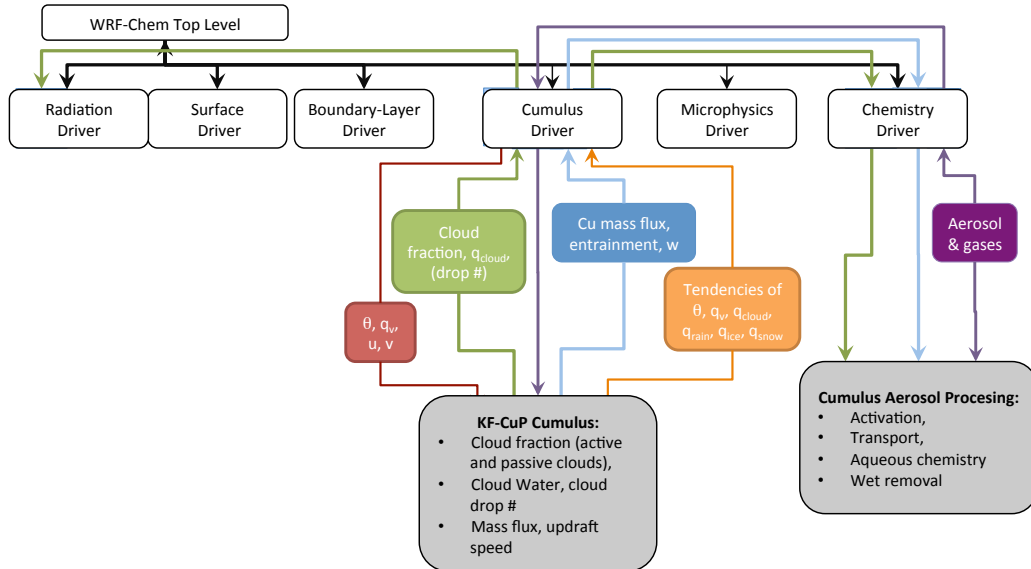 WRF-Chem Top Level
Radiation
Driver
Surface
Driver
Boundary-Layer
Driver
Cumulus
Driver
Microphysics
Driver
Chemistry
Driver
Cloud
fraction, qcloud,
(drop #)
Cu mass flux,
entrainment, w
Aerosol
& gases
Tendencies of
θ, qv, qcloud,
qrain, qice, qsnow
θ, qv,
u, v
KF-CuP Cumulus:
• Cloud fraction (active
and passive clouds),
• Cloud Water, cloud
drop #
• Mass flux, updraft
speed
Cumulus Aerosol Procesing:
• Activation,
• Transport,
• Aqueous chemistry
• Wet removal